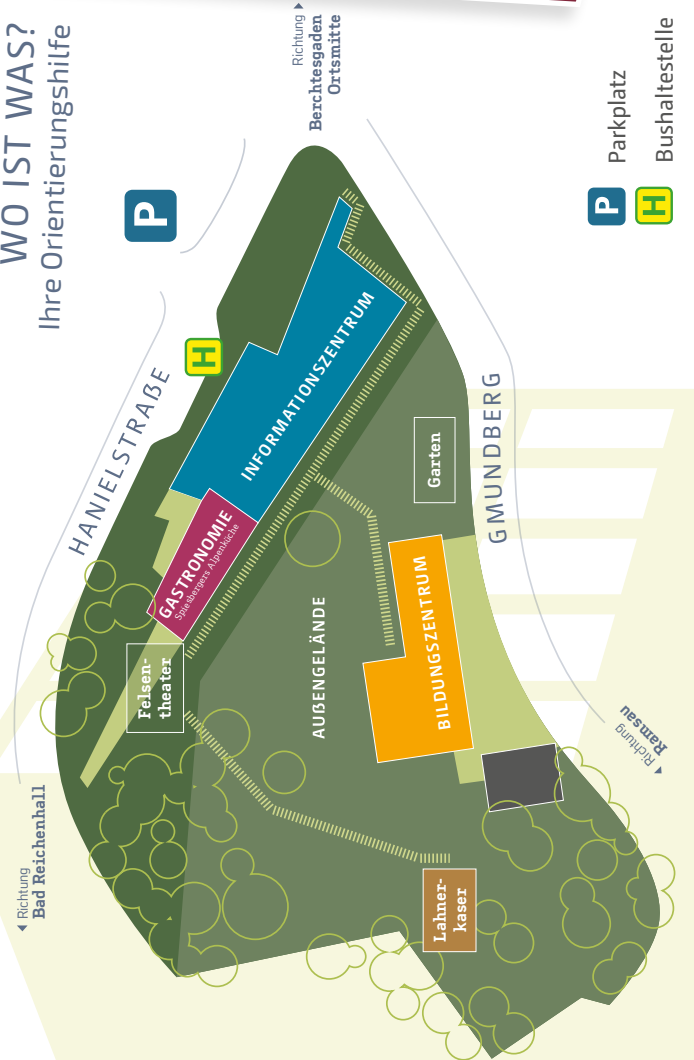 WO IST WAS?
Ihre Orientierungshilfe
Richtung
Berchtesgaden
Ortsmitte
P
Parkplatz
H
Bushaltestelle
P
H
HANIELSTRAßE
INFORMATIONSZENTRUM
GASTRONOMIE
Spiesbergers Alpenküche
Felsen-
theater
AUßENGELÄNDE
Garten
GMUNDBERG
BILDUNGSZENTRUM
Lahner-
kaser
Richtung
Ramsau
Richtung
Bad Reichenhall